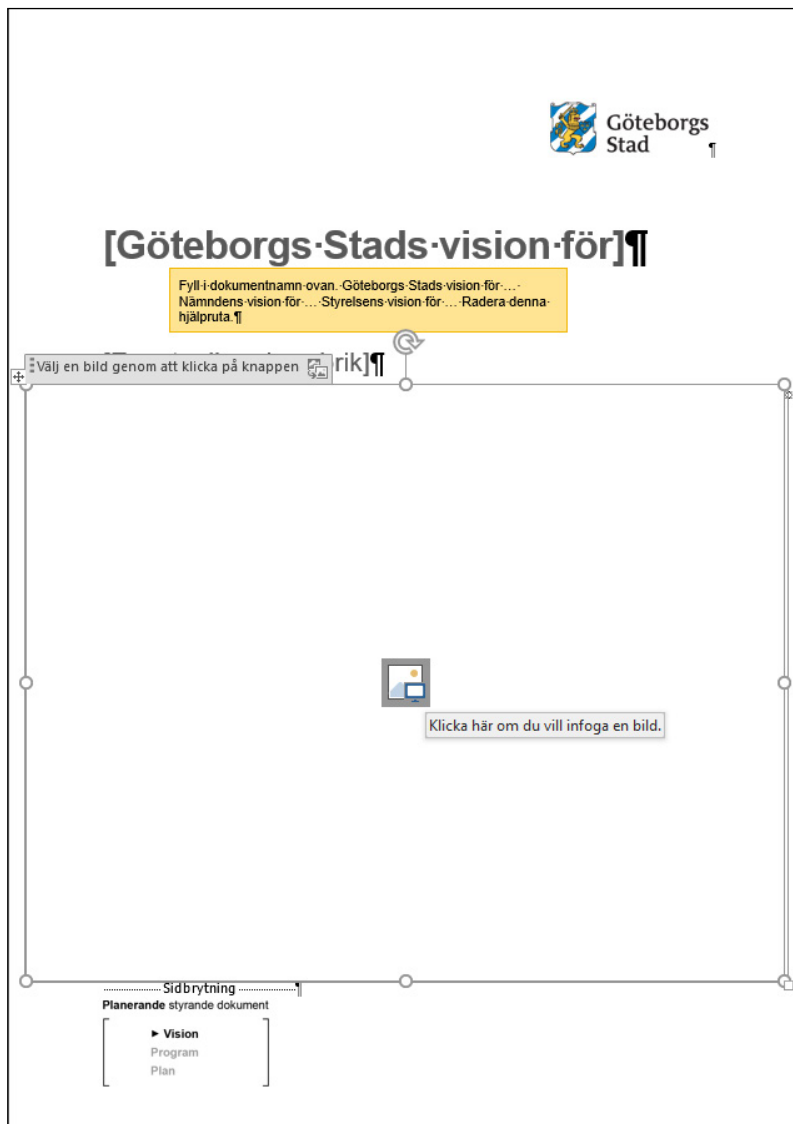 Göteborgs
Stad ¶
[Göteborgs·Stads·vision·för]¶
Fyll·i·dokumentnamn·ovan.·Göteborgs·Stads·vision·för·…·
Nämndens·vision·för·…·Styrelsens·vision·för·…·Radera·denna·
hjälpruta.¶
rik]¶
Välj en bild genom att klicka på knappen
Klicka här om du vill infoga en bild.
Sidbrytning ¶
Planerande styrande dokument
► Vision
Program
Plan